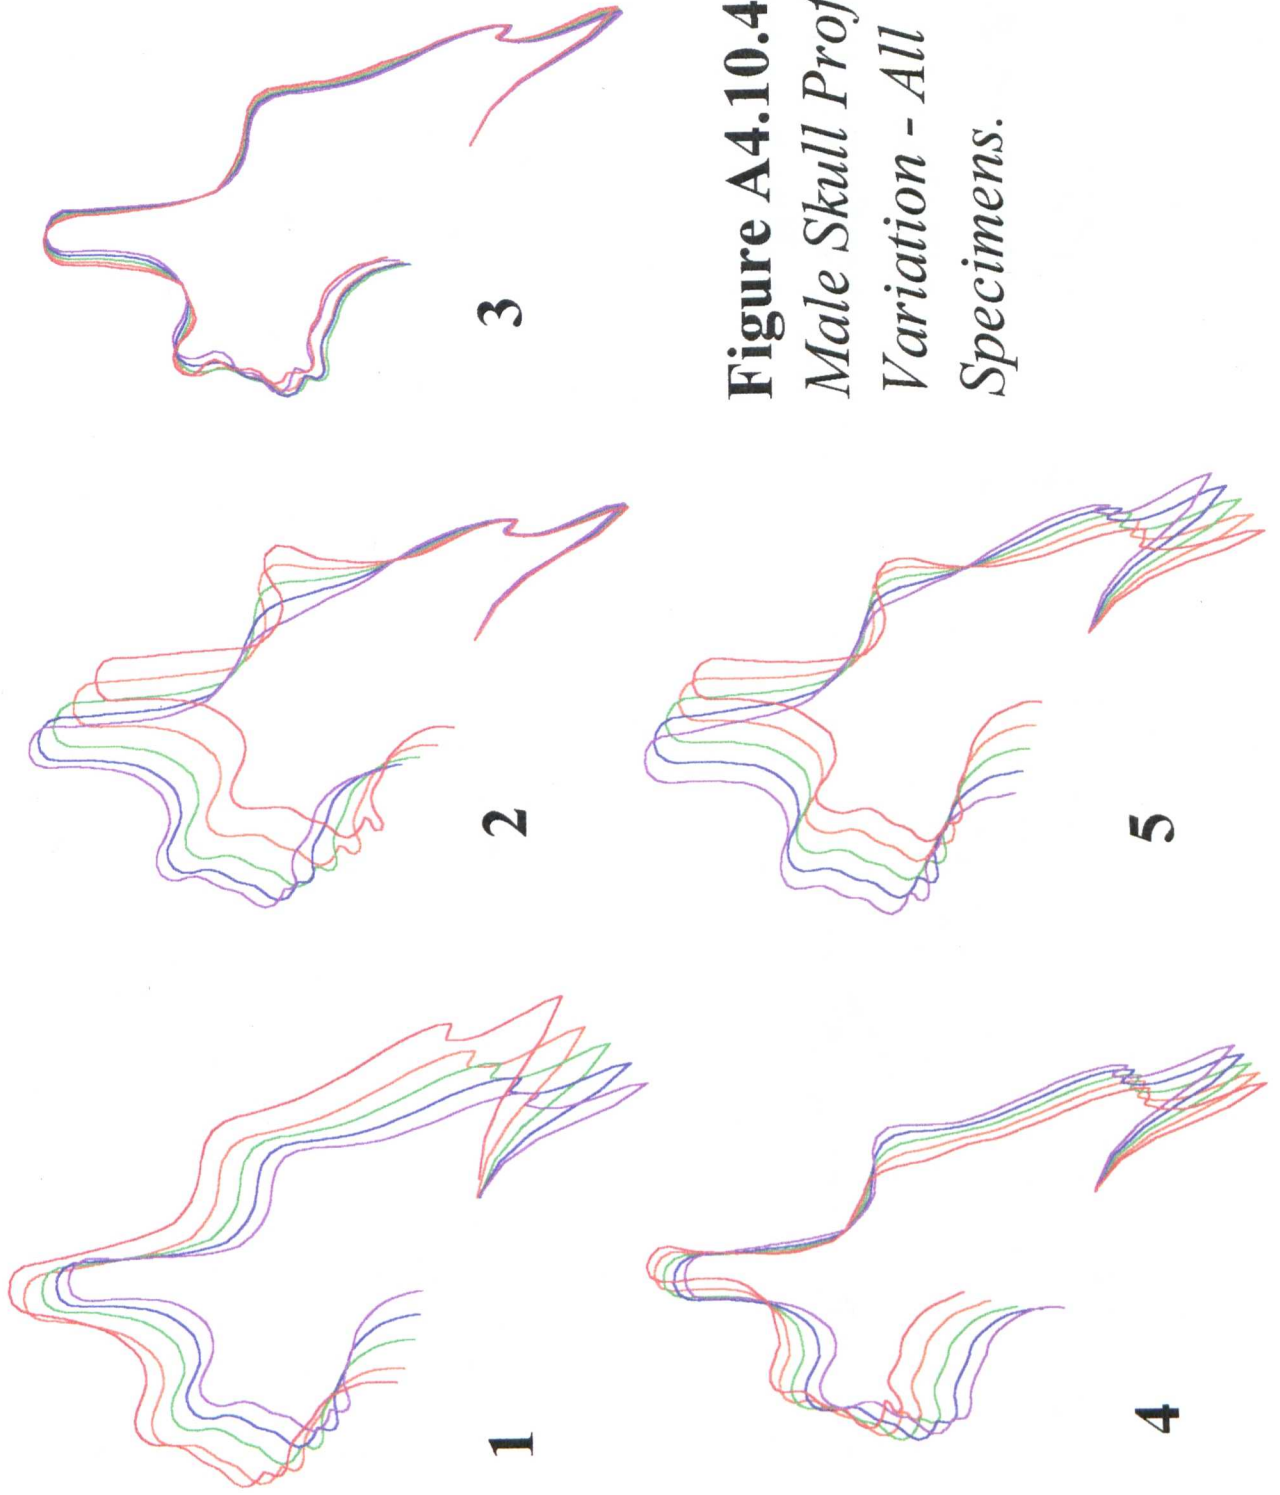 1
2
3
4
5
Figure A4.10.4
Male Skull Prof
Variation - All
Specimens.